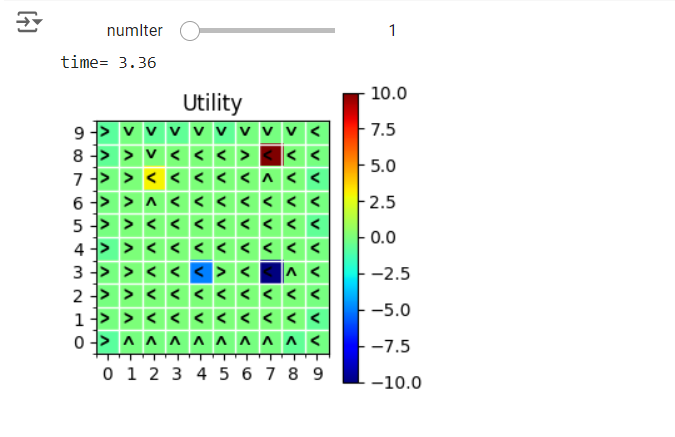 numIter 1
time= 3.36
Utility
10.0
9 > v v v v v v v v <
7.5
8 > > v < < < > < < <
5.0
7 > > < < < < < ^ < <
2.5
6 > > ^ < < < < < < <
5 > > < < < < < < < <
0.0
4 > > < < < < < < < <
−2.5
3 > > < < < > < < ^ <
−5.0
2 > > < < < < < < < <
1 > > < < < < < < < <
−7.5
0 > ^ ^ ^ ^ ^ ^ ^ ^ <
0 1 2 3 4 5 6 7 8 9
−10.0